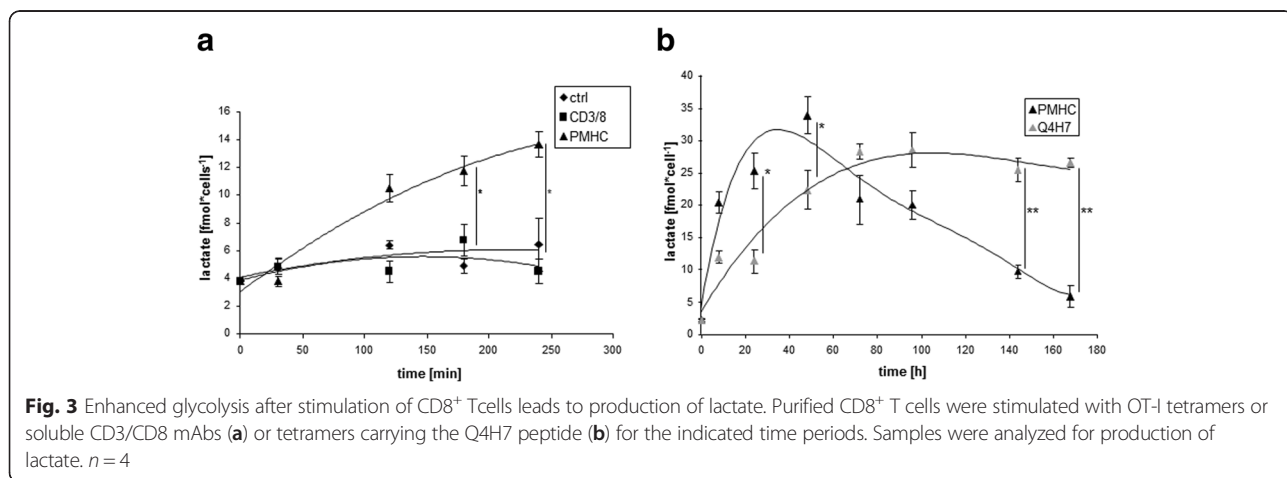 a
b
ctrl
CD3/8
PMHC
lactate [fmol*cells⁻¹]
16
14
12
10
8
6
4
2
0
*
*
0
50
100
150
200
250
300
time [min]
PMHC
Q4H7
lactate [fmol*cell⁻¹]
40
35
30
25
20
15
10
5
0
*
*
**
**
0
20
40
60
80
100
120
140
160
180
time [h]
Fig. 3 Enhanced glycolysis after stimulation of CD8⁺ Tcells leads to production of lactate. Purified CD8⁺ T cells were stimulated with OT-I tetramers or
soluble CD3/CD8 mAbs (a) or tetramers carrying the Q4H7 peptide (b) for the indicated time periods. Samples were analyzed for production of
lactate. n = 4